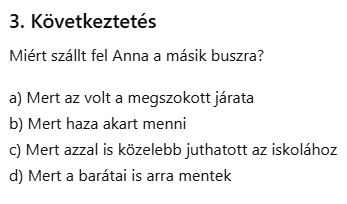 3. Következtetés
Miért szállt fel Anna a másik buszra?
a) Mert az volt a megszokott járata
b) Mert haza akart menni
c) Mert azzal is közelebb juthatott az iskolához
d) Mert a barátai is arra mentek